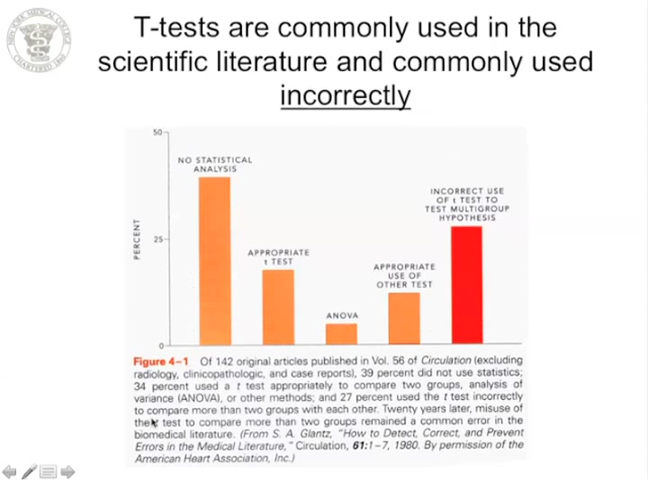 T-tests are commonly used in the
scientific literature and commonly used
incorrectly
50
NO STATISTICAL
ANALYSIS
INCORRECT USE
OF t TEST TO
TEST MULTIGROUP
HYPOTHESIS
PERCENT
25
APPROPRIATE
t TEST
APPROPRIATE
USE OF
OTHER TEST
ANOVA
0
Figure 4–1 Of 142 original articles published in Vol. 56 of Circulation (excluding
radiology, clinicopathologic, and case reports), 39 percent did not use statistics;
34 percent used a t test appropriately to compare two groups, analysis of
variance (ANOVA), or other methods; and 27 percent used the t test incorrectly
to compare more than two groups with each other. Twenty years later, misuse of
the t test to compare more than two groups remained a common error in the
biomedical literature. (From S. A. Glantz, "How to Detect, Correct, and Prevent
Errors in the Medical Literature," Circulation, 61:1–7, 1980. By permission of the
American Heart Association, Inc.)